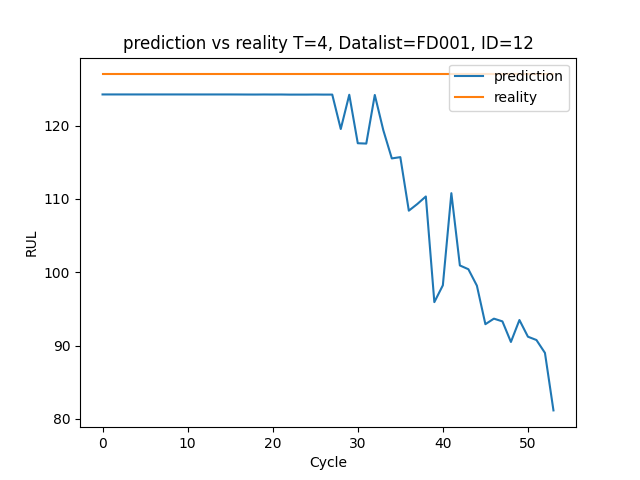 prediction vs reality T=4, Datalist=FD001, ID=12
prediction
reality
RUL
120
110
100
90
80
0 10 20 30 40 50
Cycle